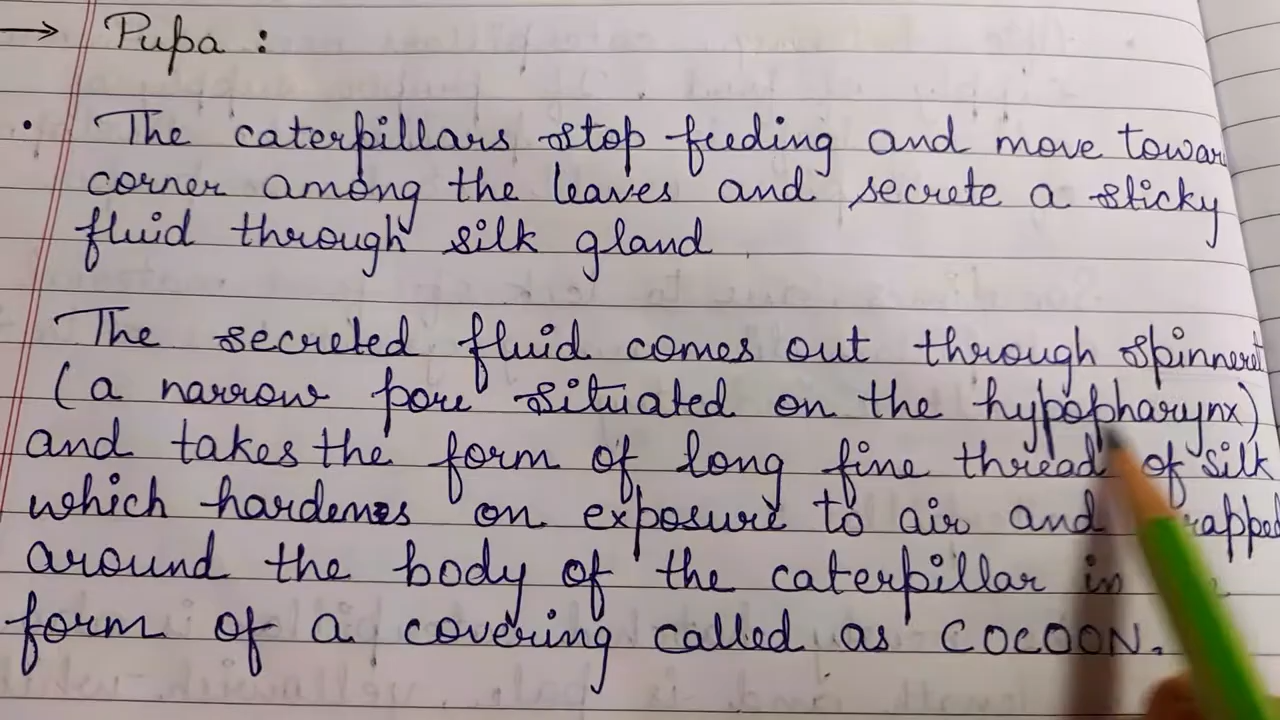 → Pupa :
• The caterpillars stop feeding and move towar
corner among the leaves and secrete a sticky
fluid through silk gland
The secreted fluid comes out through spinneret
(a narrow pore situated on the hypopharynx)
and takes the form of long fine thread of silk
which hardenes on exposure to air and rapped
around the body of the caterpillar in
form of a covering called as COCOON.